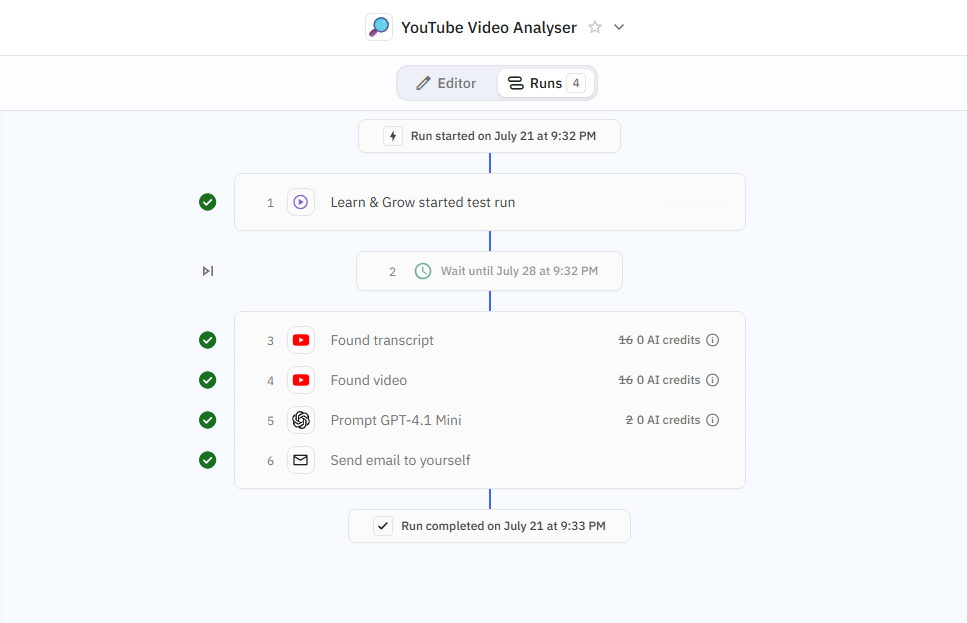 YouTube Video Analyser
Editor
Runs 4
Run started on July 21 at 9:32 PM
1 Learn & Grow started test run
2 Wait until July 28 at 9:32 PM
3 Found transcript 16 0 AI credits
4 Found video 16 0 AI credits
5 Prompt GPT-4.1 Mini 2 0 AI credits
6 Send email to yourself
Run completed on July 21 at 9:33 PM